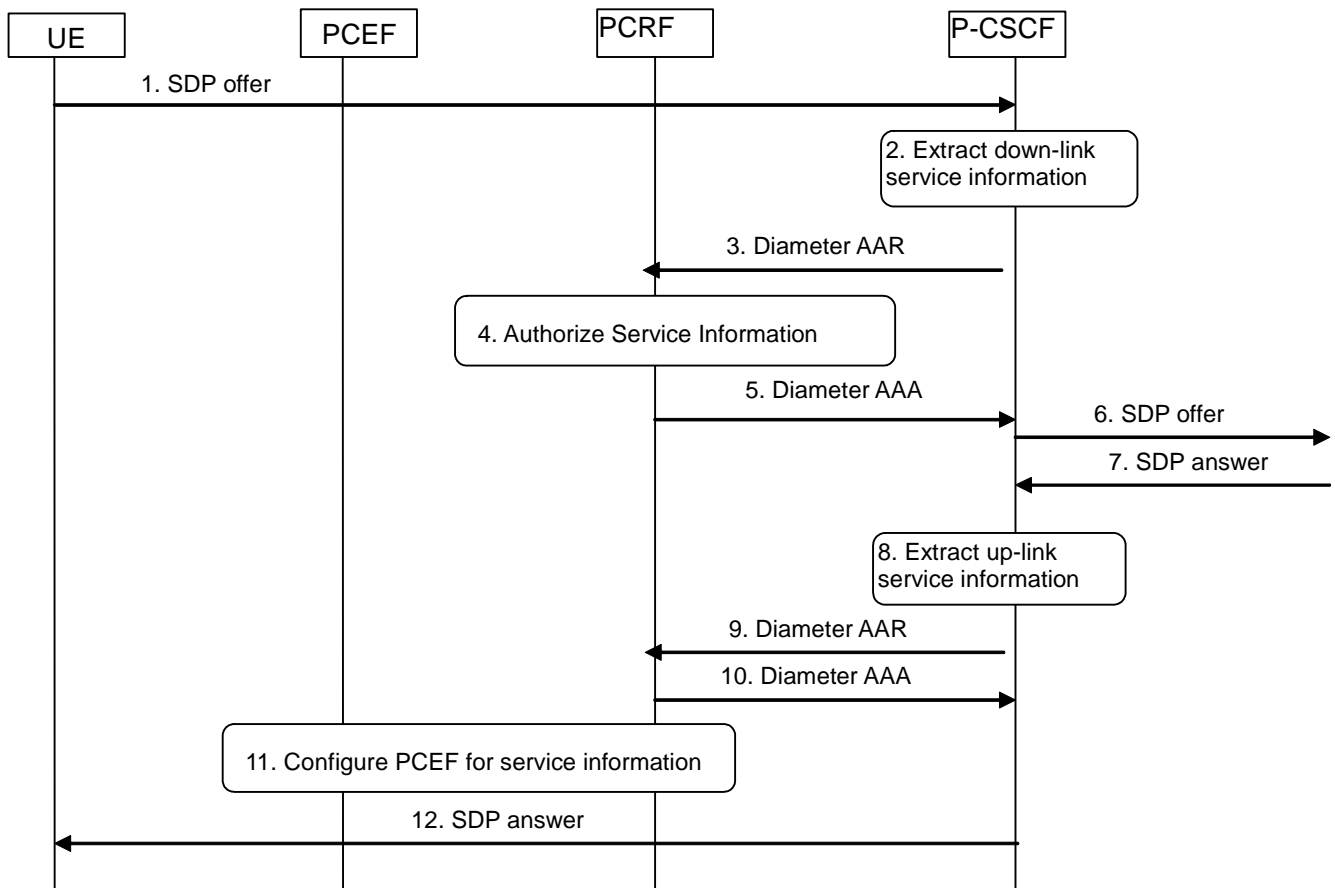 UE
PCEF
PCRF
P-CSCF
1. SDP offer
2. Extract down-link
service information
3. Diameter AAR
4. Authorize Service Information
5. Diameter AAA
6. SDP offer
7. SDP answer
8. Extract up-link
service information
9. Diameter AAR
10. Diameter AAA
11. Configure PCEF for service information
12. SDP answer